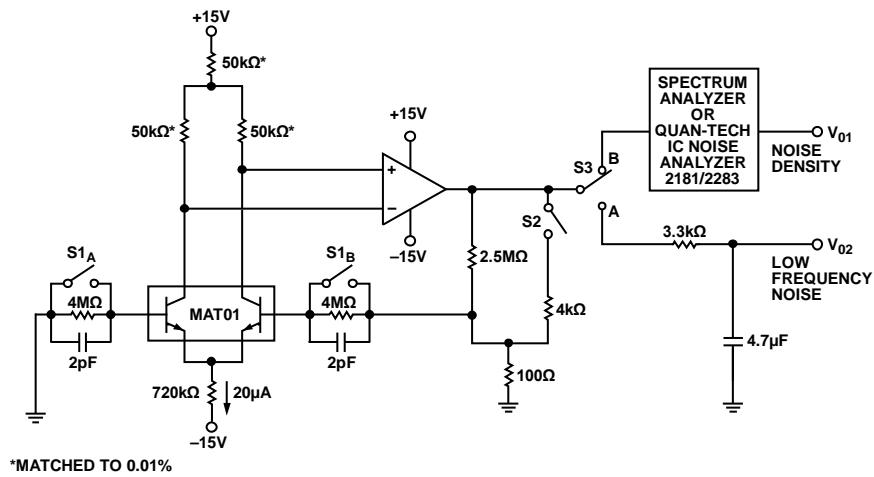 +15V
50kΩ*
50kΩ*
50kΩ*
+15V
+
−
–15V
SPECTRUM
ANALYZER
OR
QUAN-TECH
IC NOISE
ANALYZER
2181/2283
V01
NOISE
DENSITY
S3
B
A
S2
2.5MΩ
4kΩ
100Ω
3.3kΩ
V02
LOW
FREQUENCY
NOISE
4.7µF
S1A
4MΩ
2pF
MAT01
S1B
4MΩ
2pF
720kΩ
20µA
–15V
*MATCHED TO 0.01%